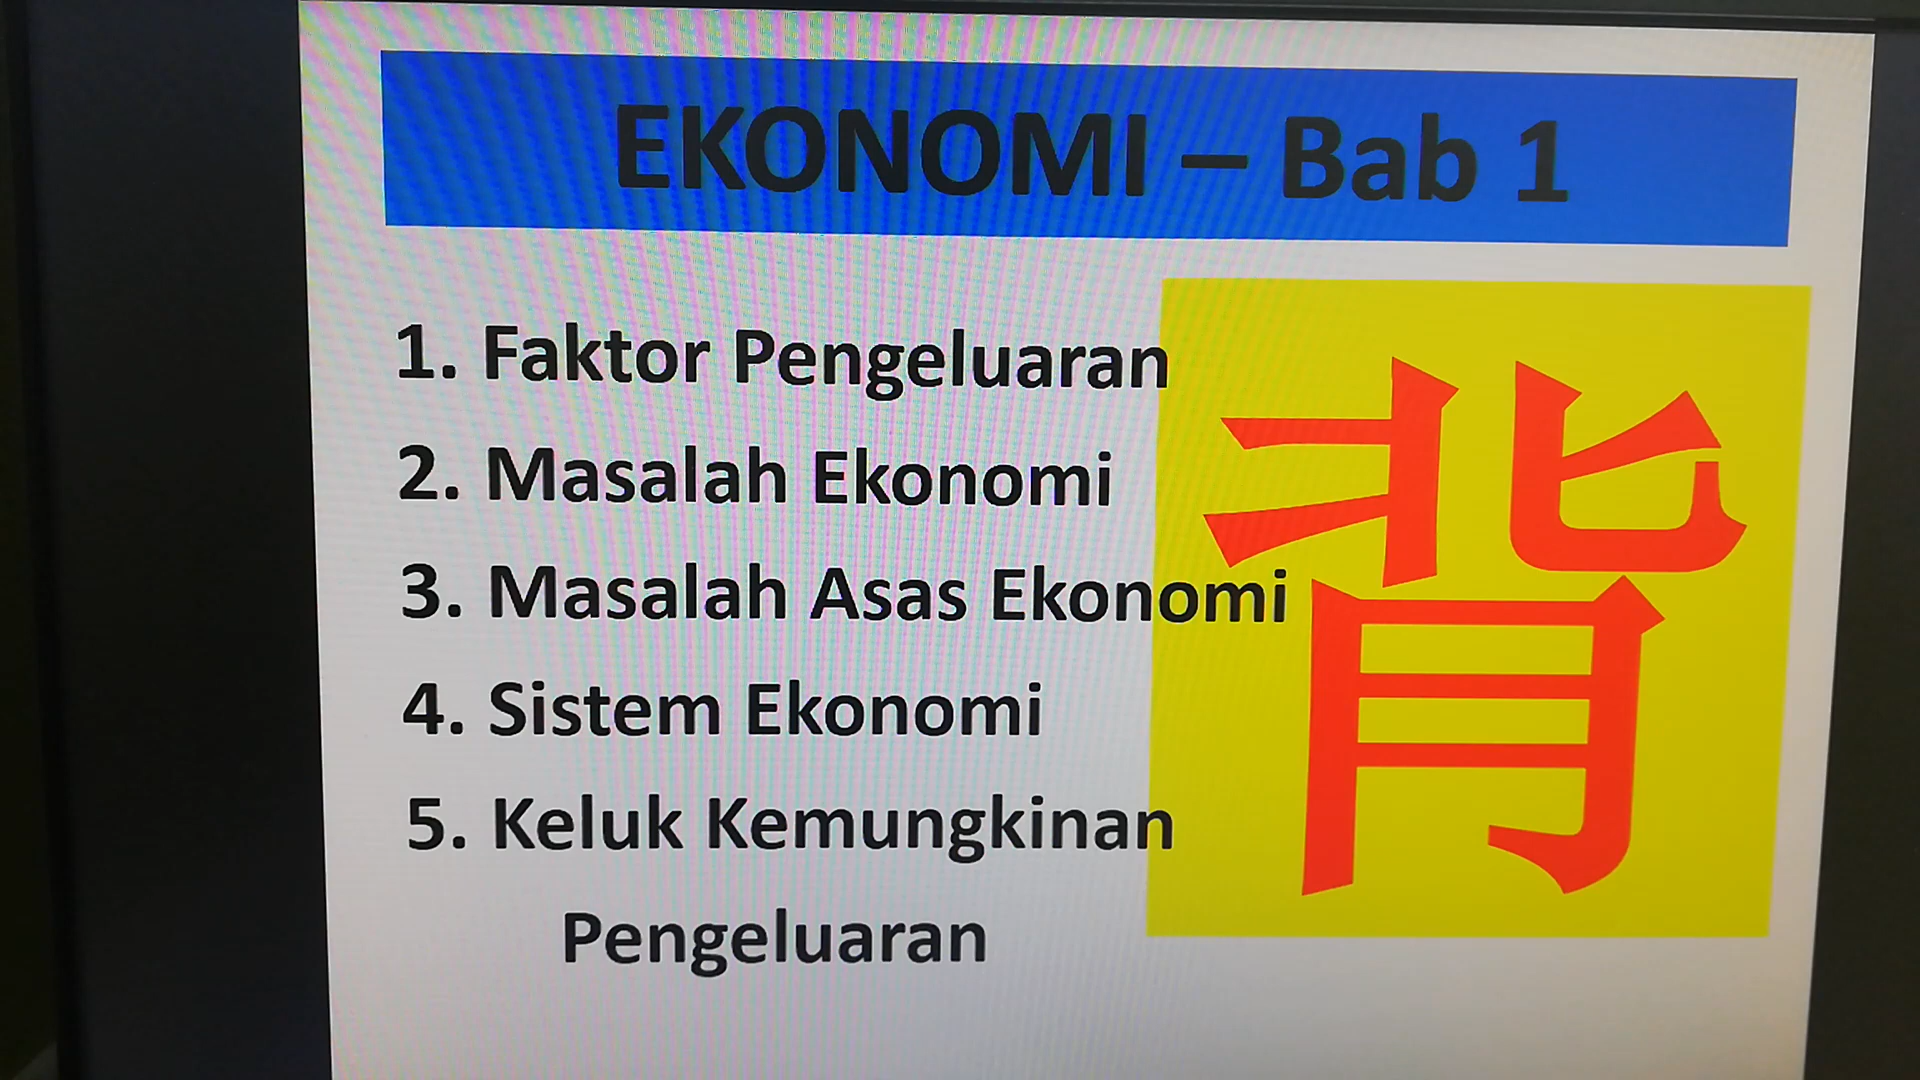 EKONOMI – Bab 1
1. Faktor Pengeluaran
2. Masalah Ekonomi
3. Masalah Asas Ekonomi
4. Sistem Ekonomi
5. Keluk Kemungkinan
Pengeluaran
背